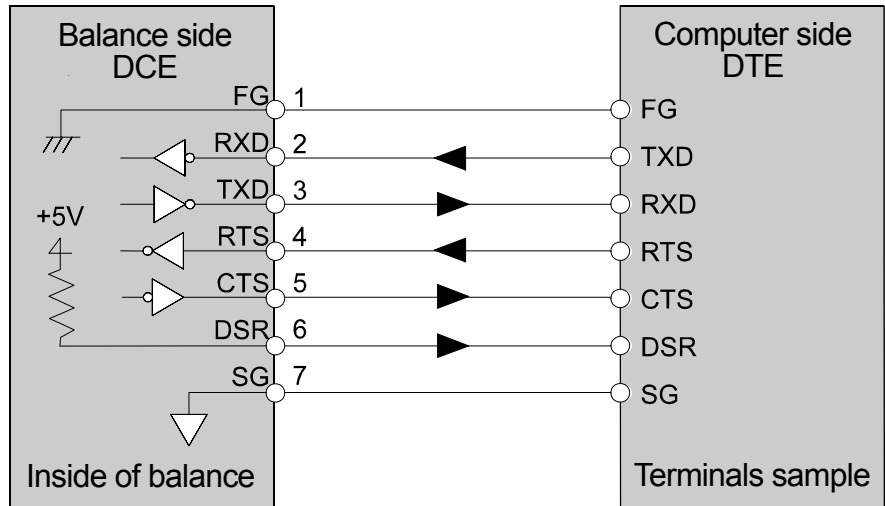 Balance side
DCE
Computer side
DTE
FG 1 FG
RXD 2 TXD
TXD 3 RXD
+5V
RTS 4 RTS
CTS 5 CTS
DSR 6 DSR
SG 7 SG
Inside of balance
Terminals sample